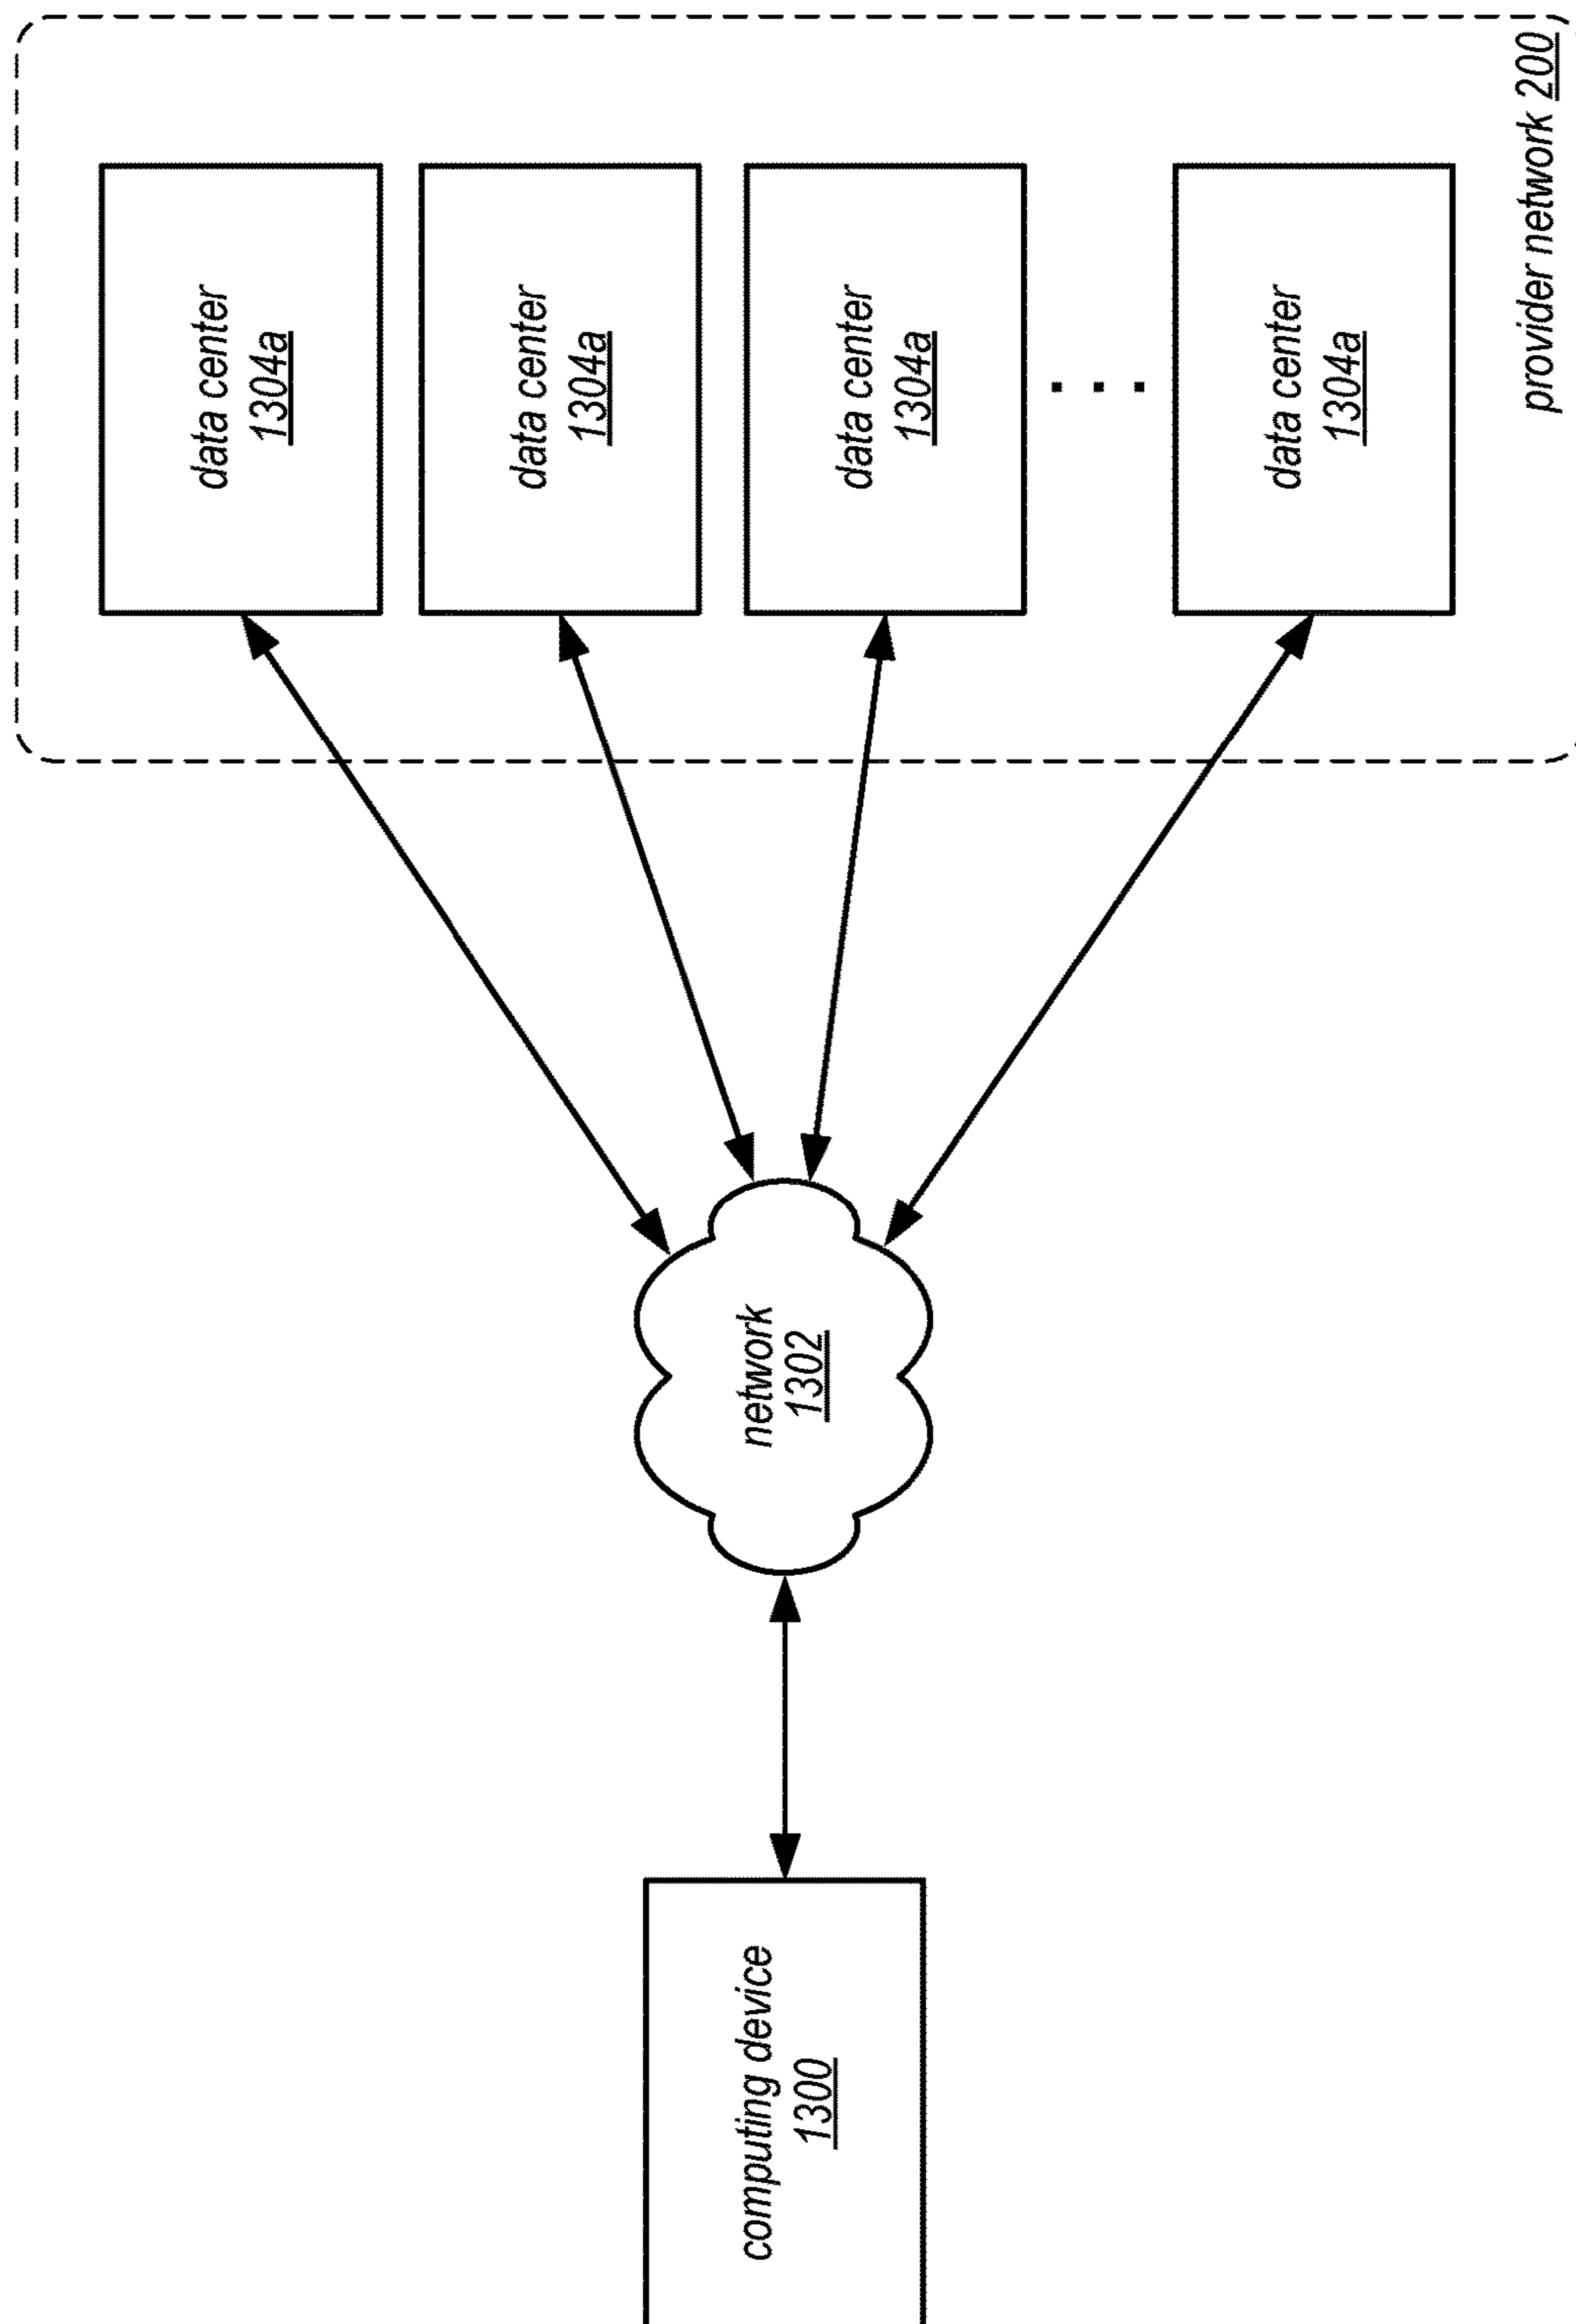 data center
1304a
data center
1304a
data center
1304a
. . .
data center
1304a
provider network 200
network
1302
computing device
1300